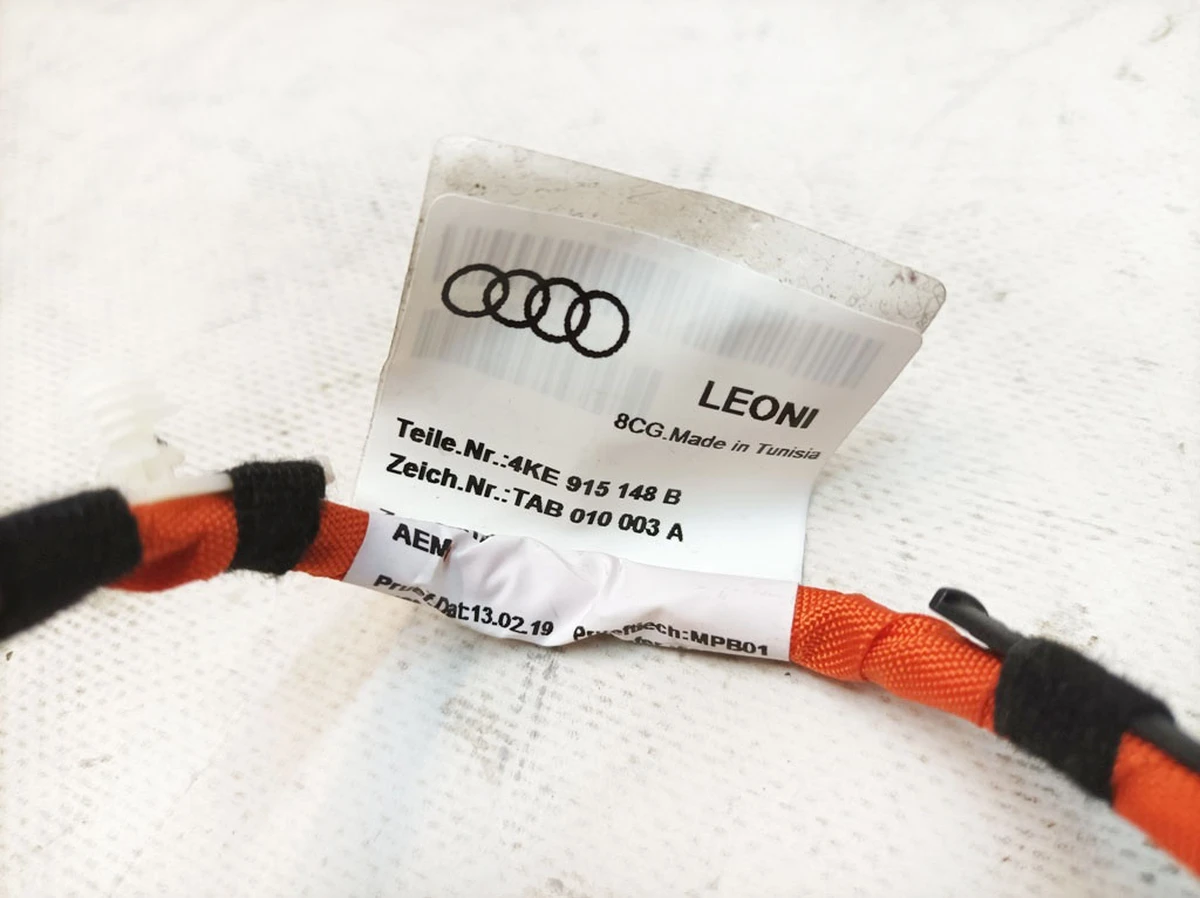 LEONI
8CG.Made in Tunisia
Teile.Nr.:4KE 915 148 B
Zeich.Nr.:TAB 010 003 A
AEM
Dat:13.02.19 :MPB01